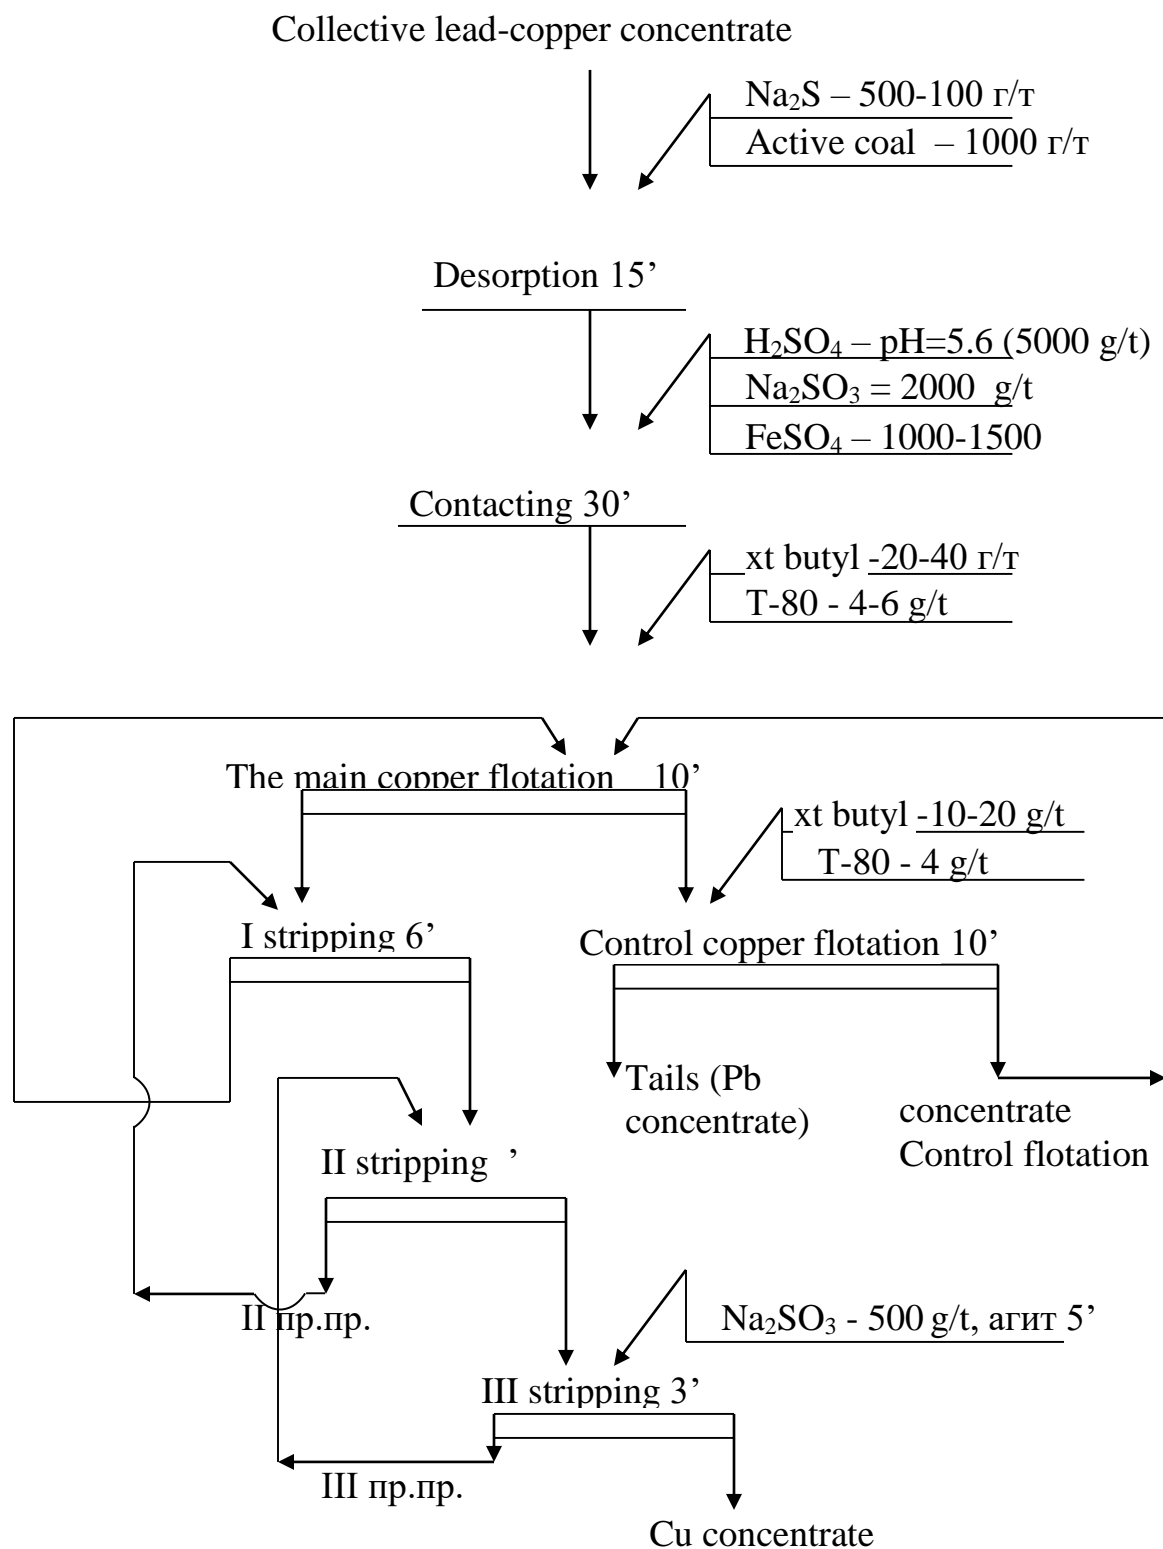 Collective lead-copper concentrate
Na₂S – 500-100 г/т
Active coal – 1000 г/т
Desorption 15’
H₂SO₄ – pH=5.6 (5000 g/t)
Na₂SO₃ = 2000 g/t
FeSO₄ – 1000-1500
Contacting 30’
xt butyl -20-40 г/т
T-80 - 4-6 g/t
The main copper flotation 10’
xt butyl -10-20 g/t
T-80 - 4 g/t
I stripping 6’
Control copper flotation 10’
Tails (Pb
concentrate)
concentrate
Control flotation
II stripping ’
II пр.пр.
Na₂SO₃ - 500 g/t, агит 5’
III stripping 3’
III пр.пр.
Cu concentrate